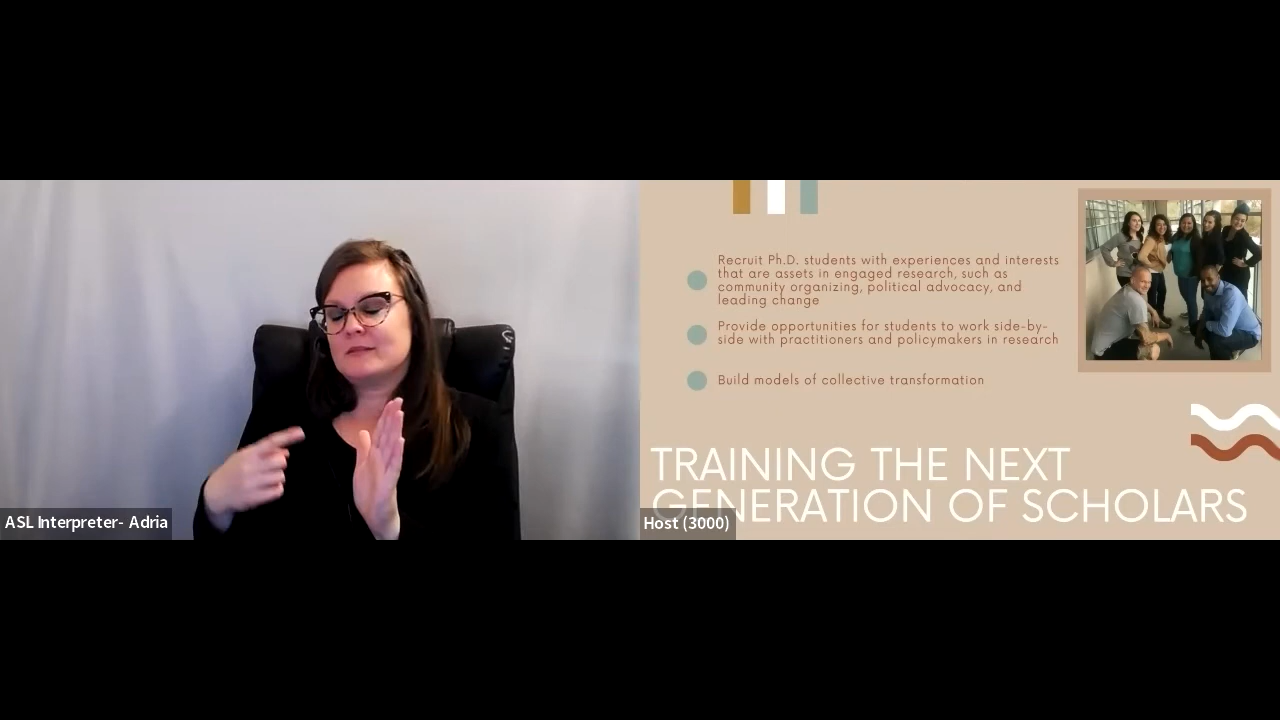 Recruit Ph.D. students with experiences and interests
that are assets in engaged research, such as
community organizing, political advocacy, and
leading change
Provide opportunities for students to work side-by-
side with practitioners and policymakers in research
Build models of collective transformation
TRAINING THE NEXT
GENERATION OF SCHOLARS
ASL Interpreter- Adria
Host (3000)